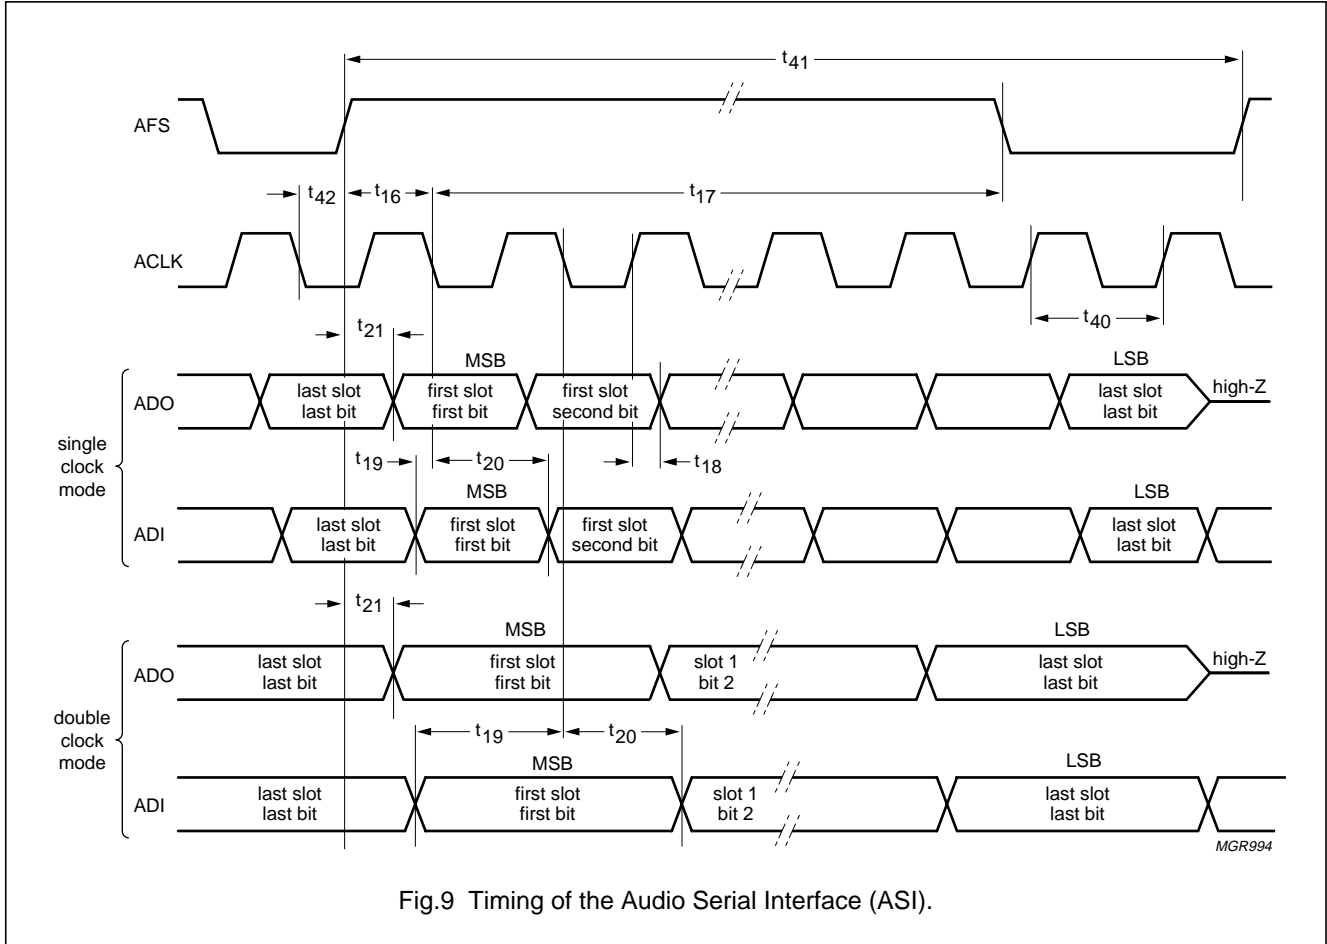 t41
AFS
t42 t16 t17
ACLK
t40
t21
MSB LSB
ADO
last slot
last bit
first slot
first bit
first slot
second bit
last slot
last bit
high-Z
single
clock
mode
t19 t20 t18
MSB LSB
ADI
last slot
last bit
first slot
first bit
first slot
second bit
last slot
last bit
t21
MSB LSB
ADO
last slot
last bit
first slot
first bit
slot 1
bit 2
last slot
last bit
high-Z
double
clock
mode
t19 t20
MSB LSB
ADI
last slot
last bit
first slot
first bit
slot 1
bit 2
last slot
last bit
MGR994
Fig.9 Timing of the Audio Serial Interface (ASI).